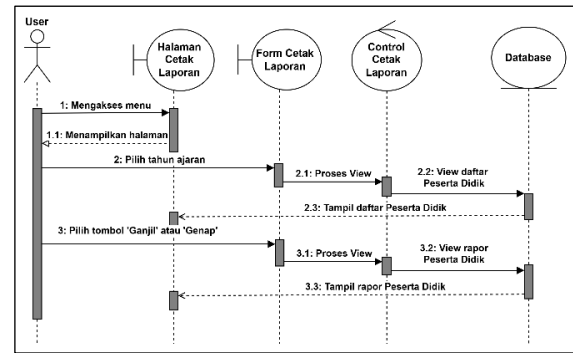 User
Halaman
Cetak
Laporan
Form Cetak
Laporan
Control
Cetak
Laporan
Database
1: Mengakses menu
1.1: Menampilkan halaman
2: Pilih tahun ajaran
2.1: Proses View
2.2: View daftar
Peserta Didik
2.3: Tampil daftar Peserta Didik
3: Pilih tombol 'Ganjil' atau 'Genap'
3.1: Proses View
3.2: View rapor
Peserta Didik
3.3: Tampil rapor Peserta Didik